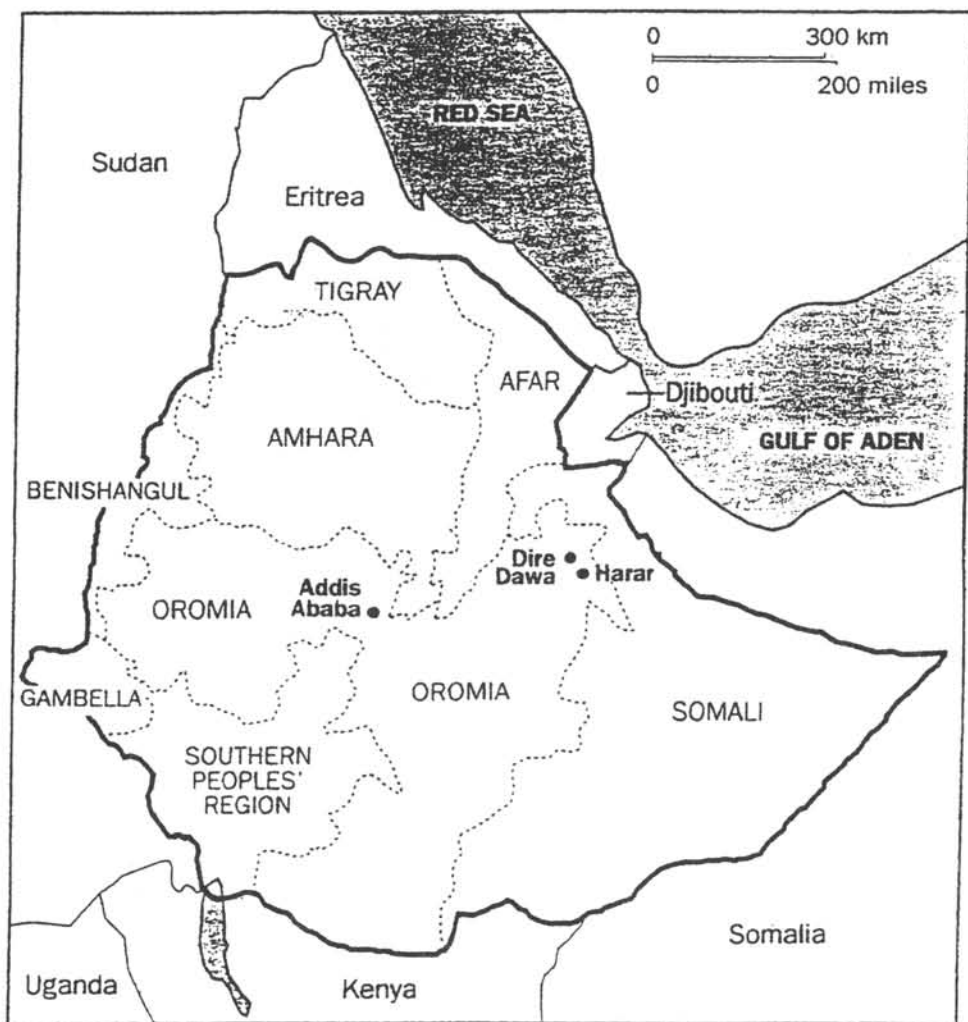 0 300 km
0 200 miles
RED SEA
Sudan
Eritrea
TIGRAY
AFAR
Djibouti
AMHARA
GULF OF ADEN
BENISHANGUL
Dire
Dawa
Harar
Addis
Ababa
OROMIA
OROMIA
GAMBELLA
SOMALI
SOUTHERN
PEOPLES'
REGION
Somalia
Uganda
Kenya